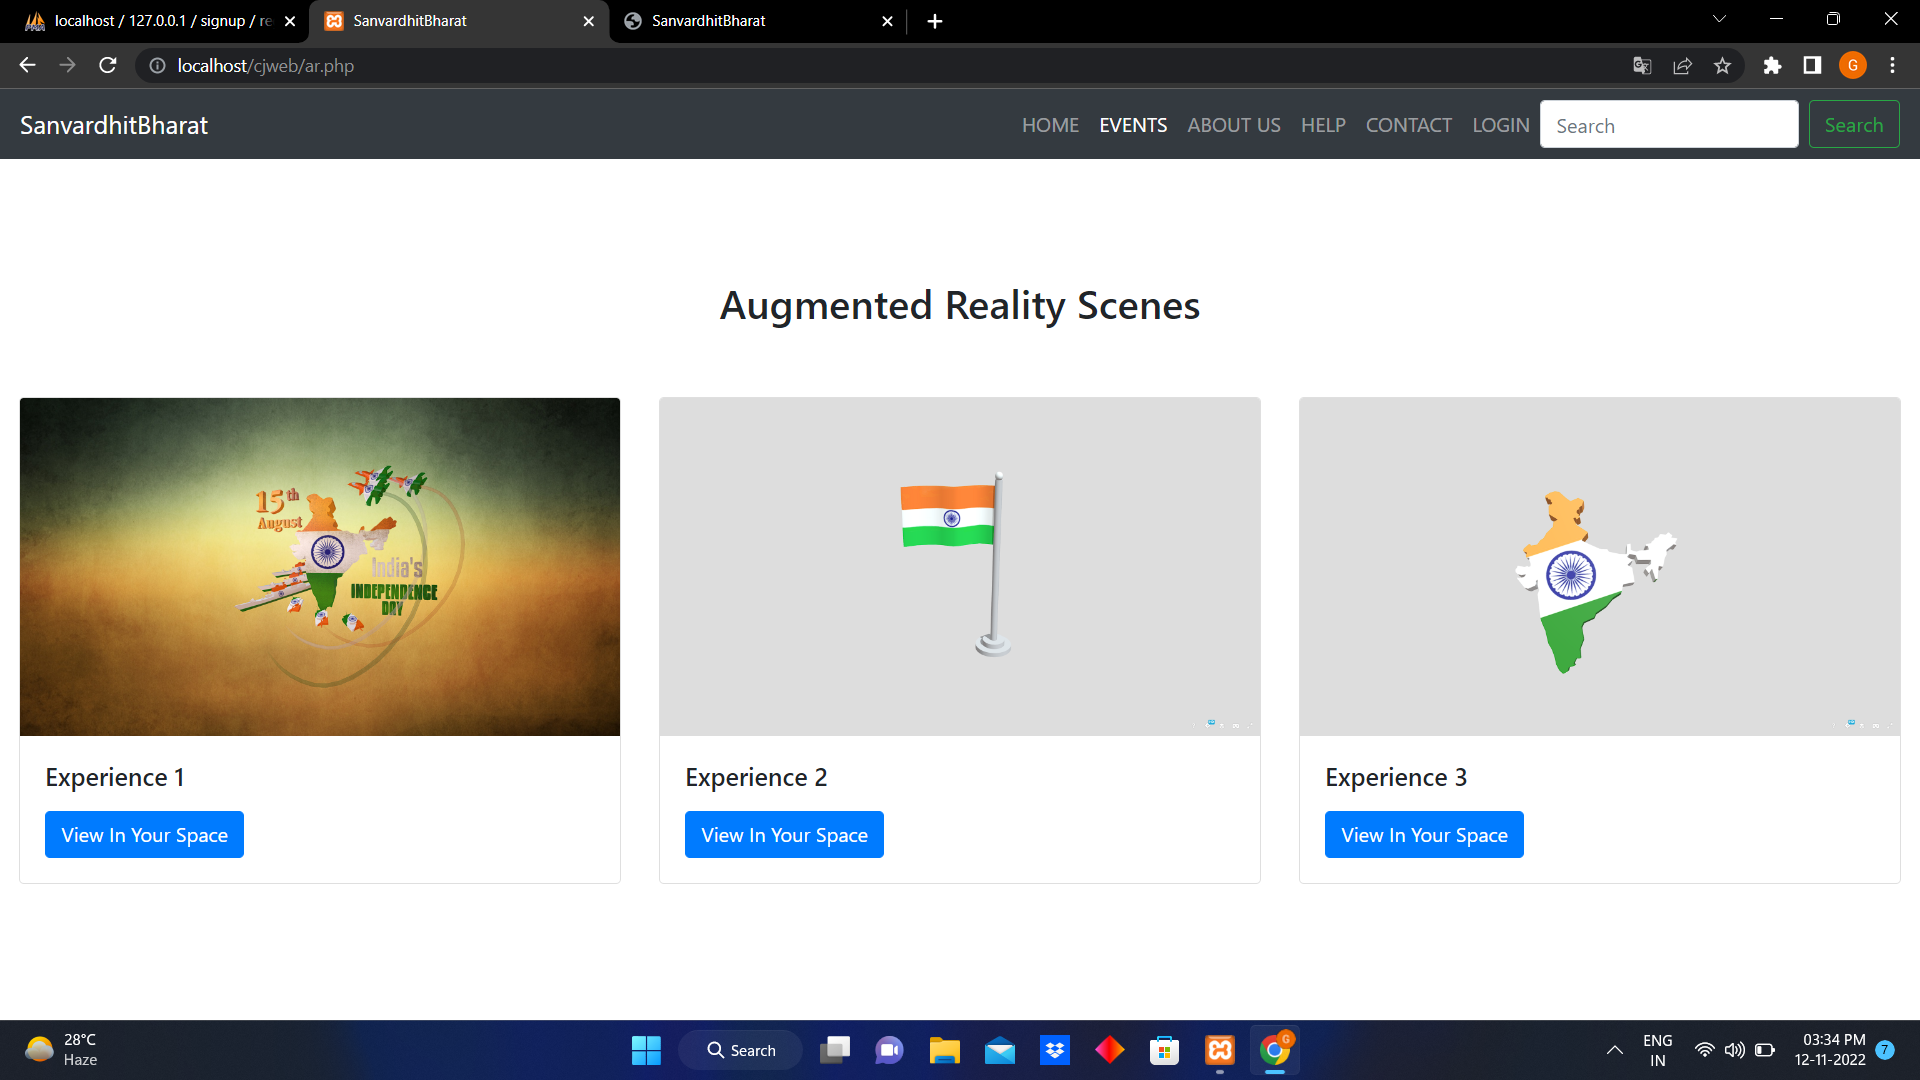 localhost / 127.0.0.1 / signup / re
SanvardhitBharat
SanvardhitBharat
localhost/cjweb/ar.php
G
SanvardhitBharat
HOME EVENTS ABOUT US HELP CONTACT LOGIN Search Search
Augmented Reality Scenes
15th
August
India's
INDEPENDENCE
DAY
Experience 1
View In Your Space
Experience 2
View In Your Space
Experience 3
View In Your Space
28°C
Haze
Search
G
ENG
IN
03:34 PM
12-11-2022
7